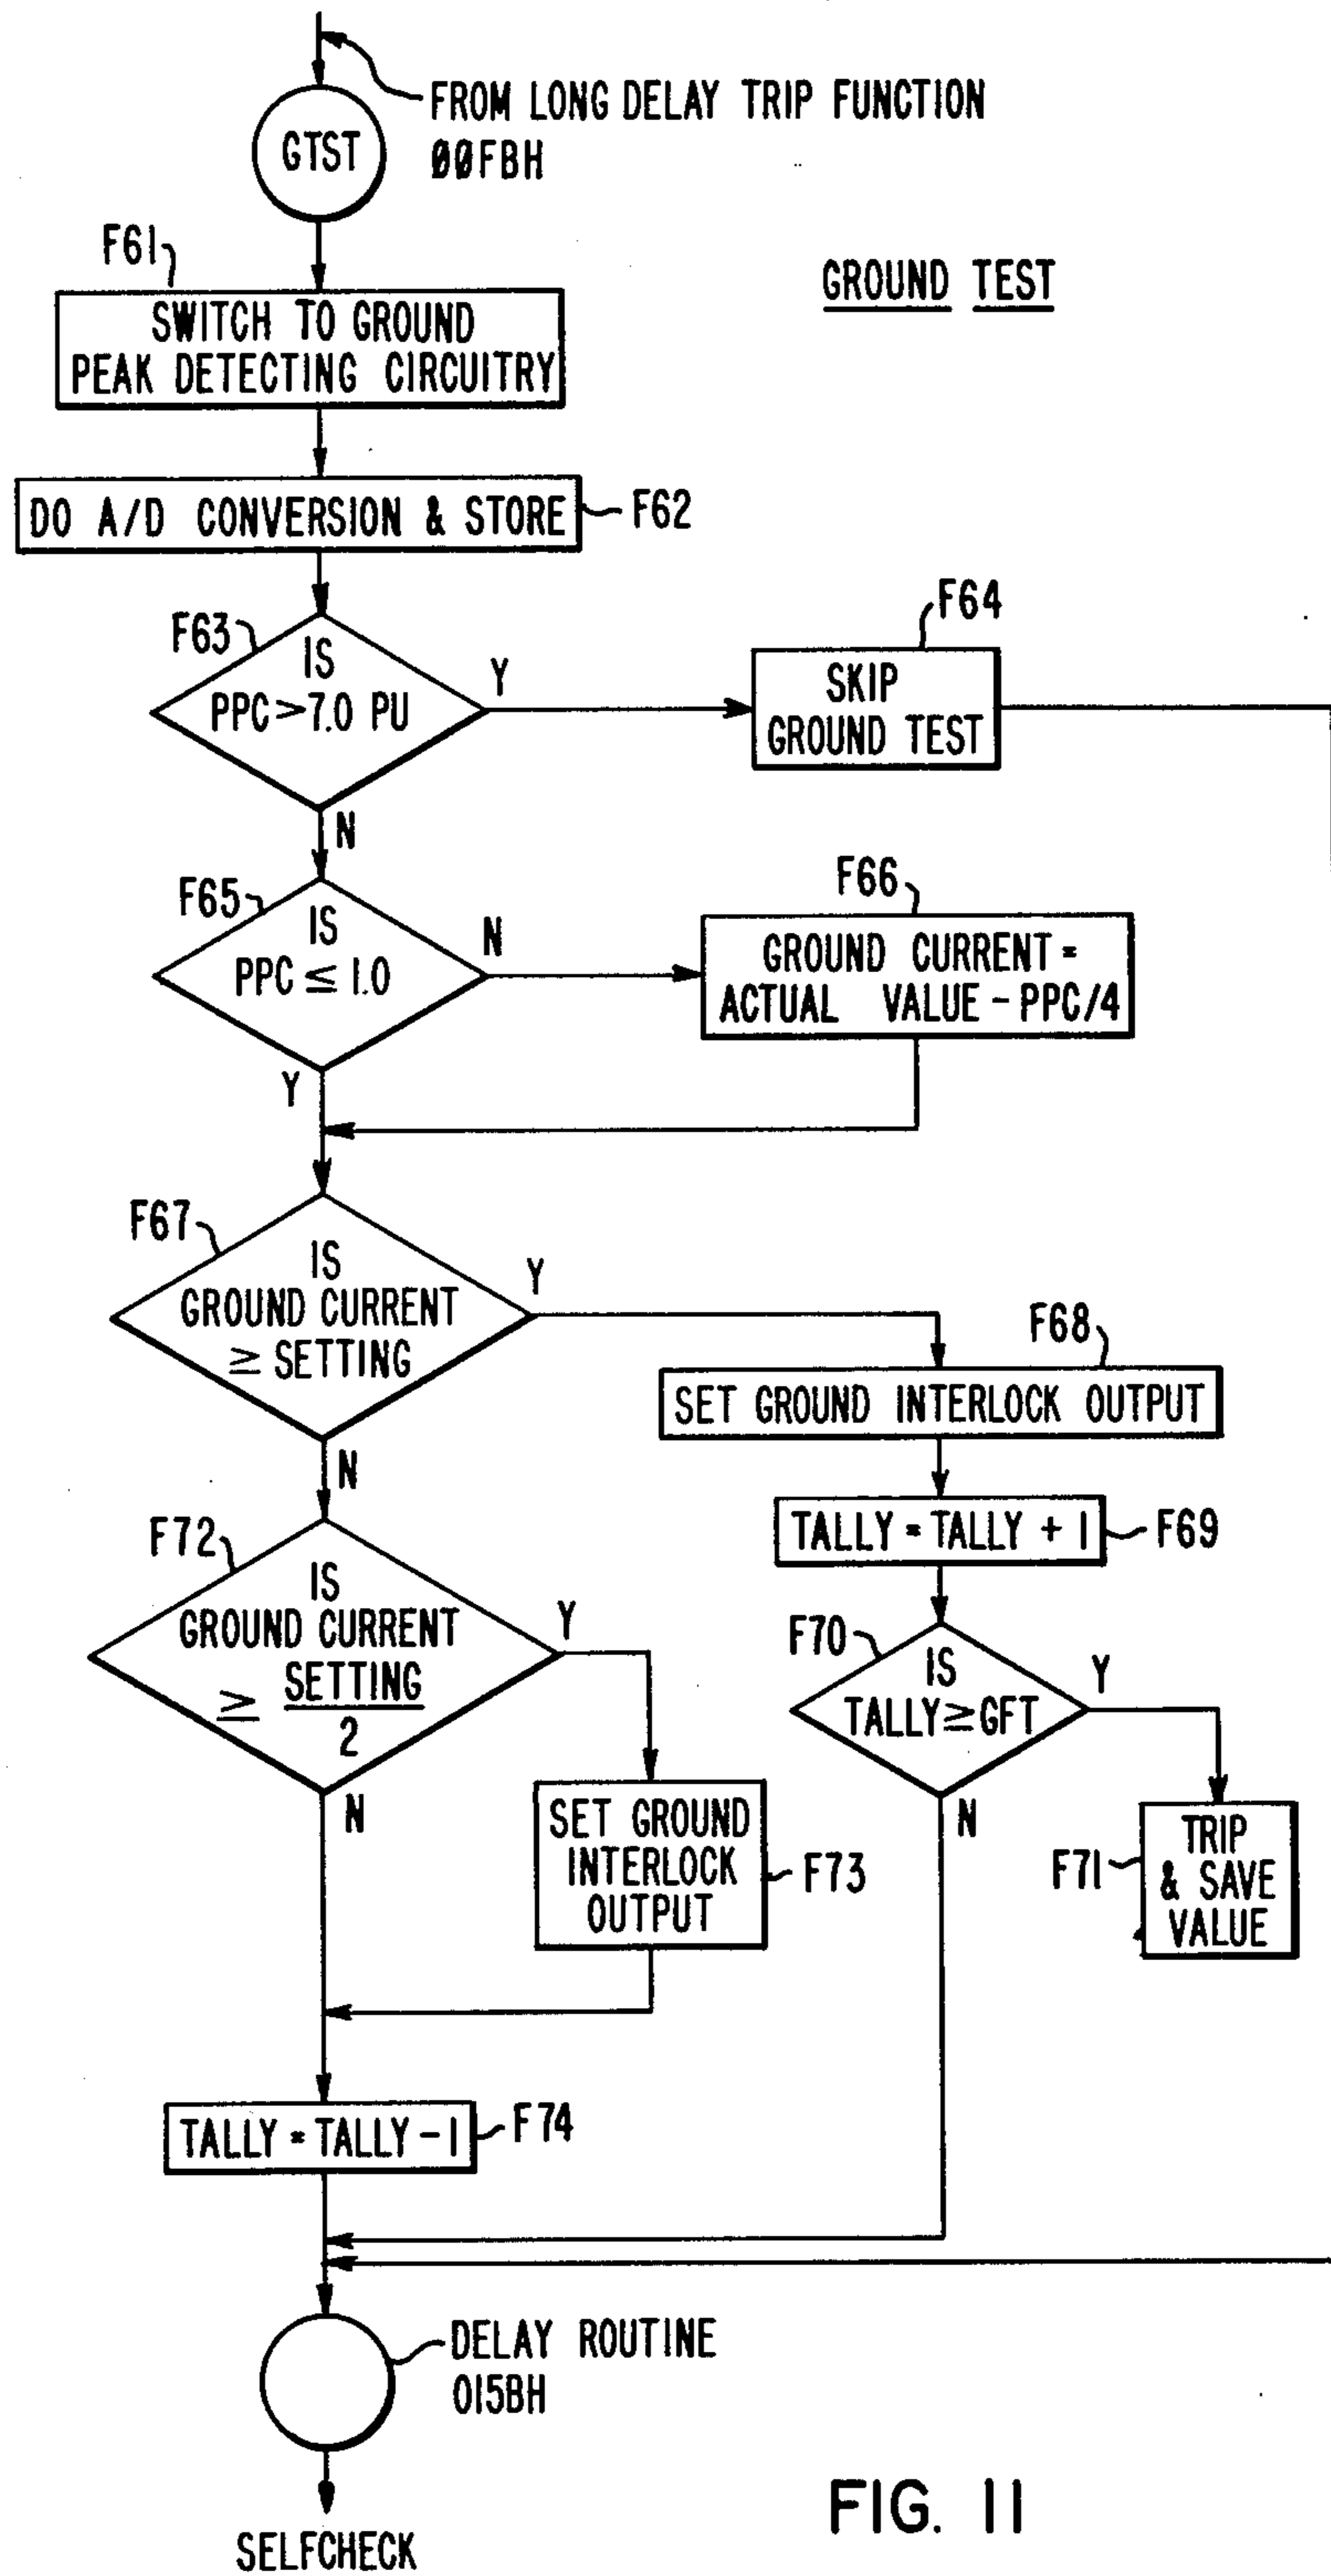 FROM LONG DELAY TRIP FUNCTION
ØØFBH
GTST
GROUND TEST
F61
SWITCH TO GROUND
PEAK DETECTING CIRCUITRY
DO A/D CONVERSION & STORE
F62
F63
IS
PPC > 7.0 PU
Y
N
F64
SKIP
GROUND TEST
F65
IS
PPC ≤ 1.0
N
Y
F66
GROUND CURRENT =
ACTUAL VALUE - PPC/4
F67
IS
GROUND CURRENT
≥ SETTING
Y
N
F68
SET GROUND INTERLOCK OUTPUT
TALLY = TALLY + 1
F69
F70
IS
TALLY ≥ GFT
Y
N
F71
TRIP
& SAVE
VALUE
F72
IS
GROUND CURRENT
≥ SETTING
2
Y
N
SET GROUND
INTERLOCK
OUTPUT
F73
TALLY = TALLY - 1
F74
DELAY ROUTINE
015BH
SELFCHECK
FIG. 11